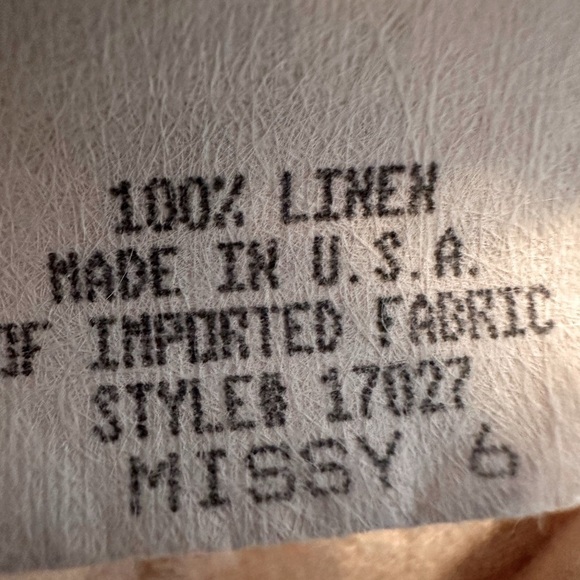 100% LINEN
MADE IN U.S.A.
OF IMPORTED FABRIC
STYLE# 17027
MISSY 6